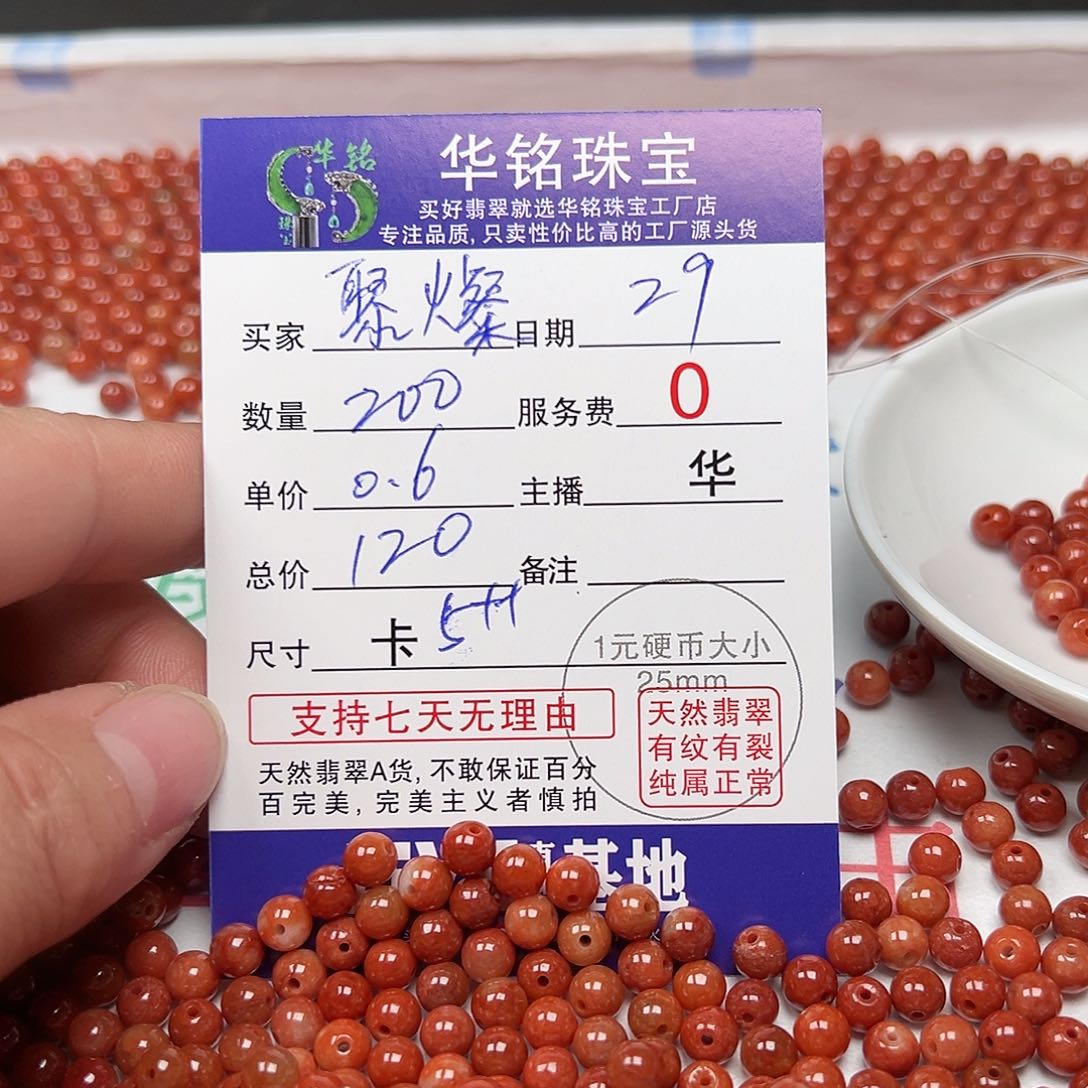 华铭
珠宝
华铭珠宝
买好翡翠就选华铭珠宝工厂店
专注品质,只卖性价比高的工厂源头货
买家 聚燦 日期 29
数量 200 服务费 0
单价 0.6 主播 华
总价 120 备注
尺寸 卡 5+
1元硬币大小
25mm
支持七天无理由
天然翡翠
有纹有裂
纯属正常
天然翡翠A货,不敢保证百分
百完美,完美主义者慎拍
基地